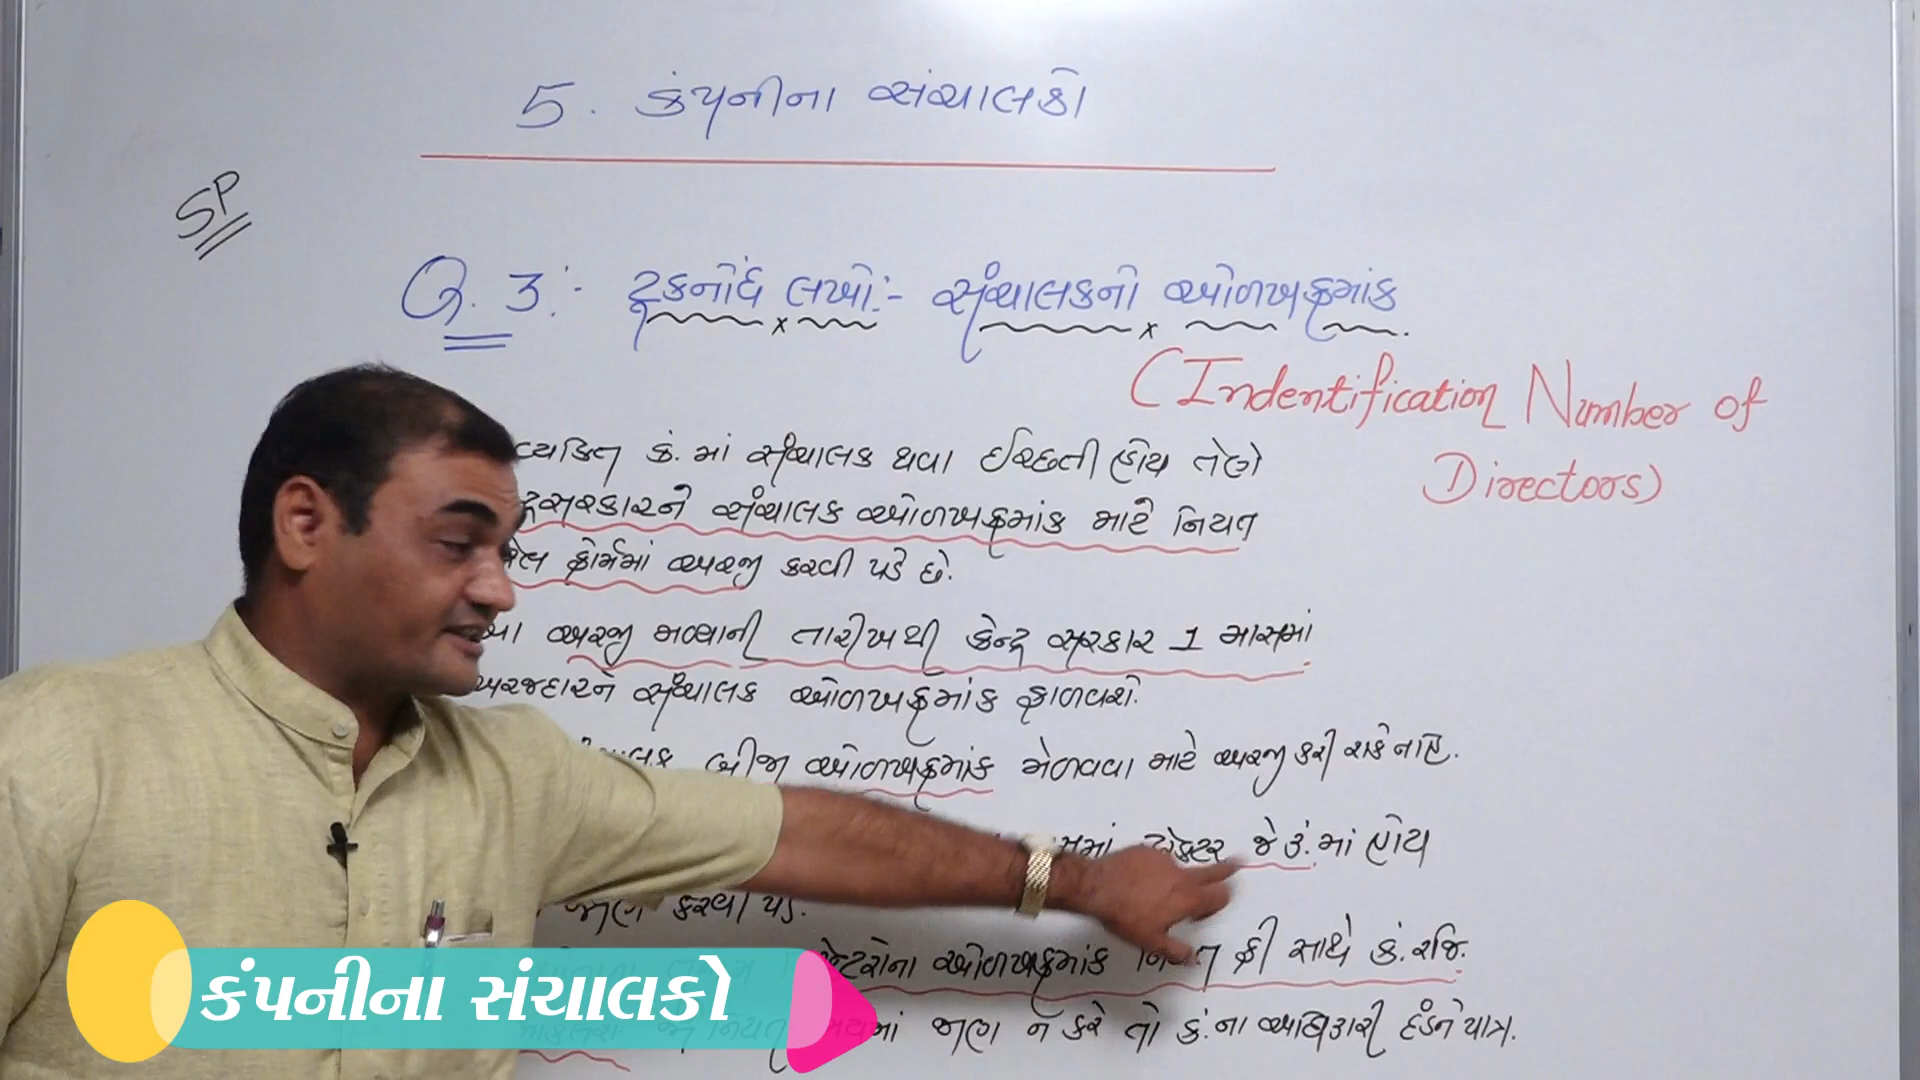 5. કંપનીના સંચાલકો
SP
Q. 3:- ટૂકનોંધ લખો:- સંચાલકનો ઓળખક્રમાંક
(Indentification Number of
Directors)
વ્યકિત કં. માં સંચાલક થવા ઈચ્છતી હોય તેણે
સરકારને સંચાલક ઓળખક્રમાંક માટે નિયત
ફોર્મમાં અરજી કરવી પડે છે.
આ અરજી મળ્યાની તારીખથી કેન્દ્ર સરકાર 1 માસમાં
અરજદારને સંચાલક ઓળખક્રમાંક ફાળવશે.
બીજા ઓળખક્રમાંક મેળવવા માટે અરજી કરી શકે નહિ.
જે કં. માં હોય
જાણ કરવી પડે.
ઓળખક્રમાંક ફી સાથે કં. રજિ.
જાણ ન કરે તો કં. ના અધિકારી દંડને પાત્ર.
કંપનીના સંચાલકો